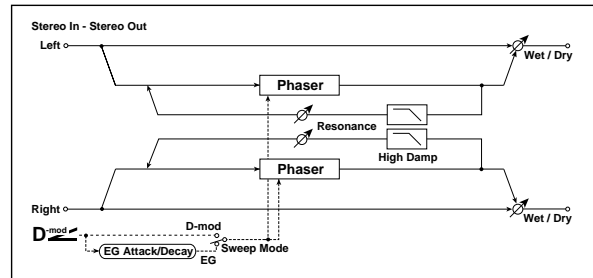 Stereo In - Stereo Out
Left
Wet / Dry
Phaser
Resonance
High Damp
Phaser
Right
Wet / Dry
D-mod
D-mod
EG Attack/Decay
EG
Sweep Mode